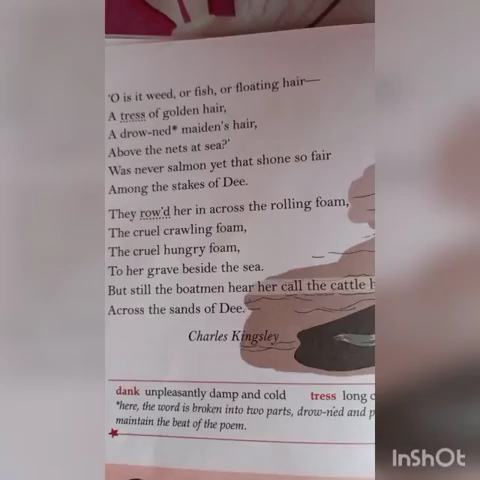 'O is it weed, or fish, or floating hair—
A tress of golden hair,
A drow-ned* maiden's hair,
Above the nets at sea?'
Was never salmon yet that shone so fair
Among the stakes of Dee.
They row'd her in across the rolling foam,
The cruel crawling foam,
The cruel hungry foam,
To her grave beside the sea.
But still the boatmen hear her call the cattle h
Across the sands of Dee.
Charles Kingsley
dank unpleasantly damp and cold tress long c
*here, the word is broken into two parts, drow-ned and p
maintain the beat of the poem.
InShOt